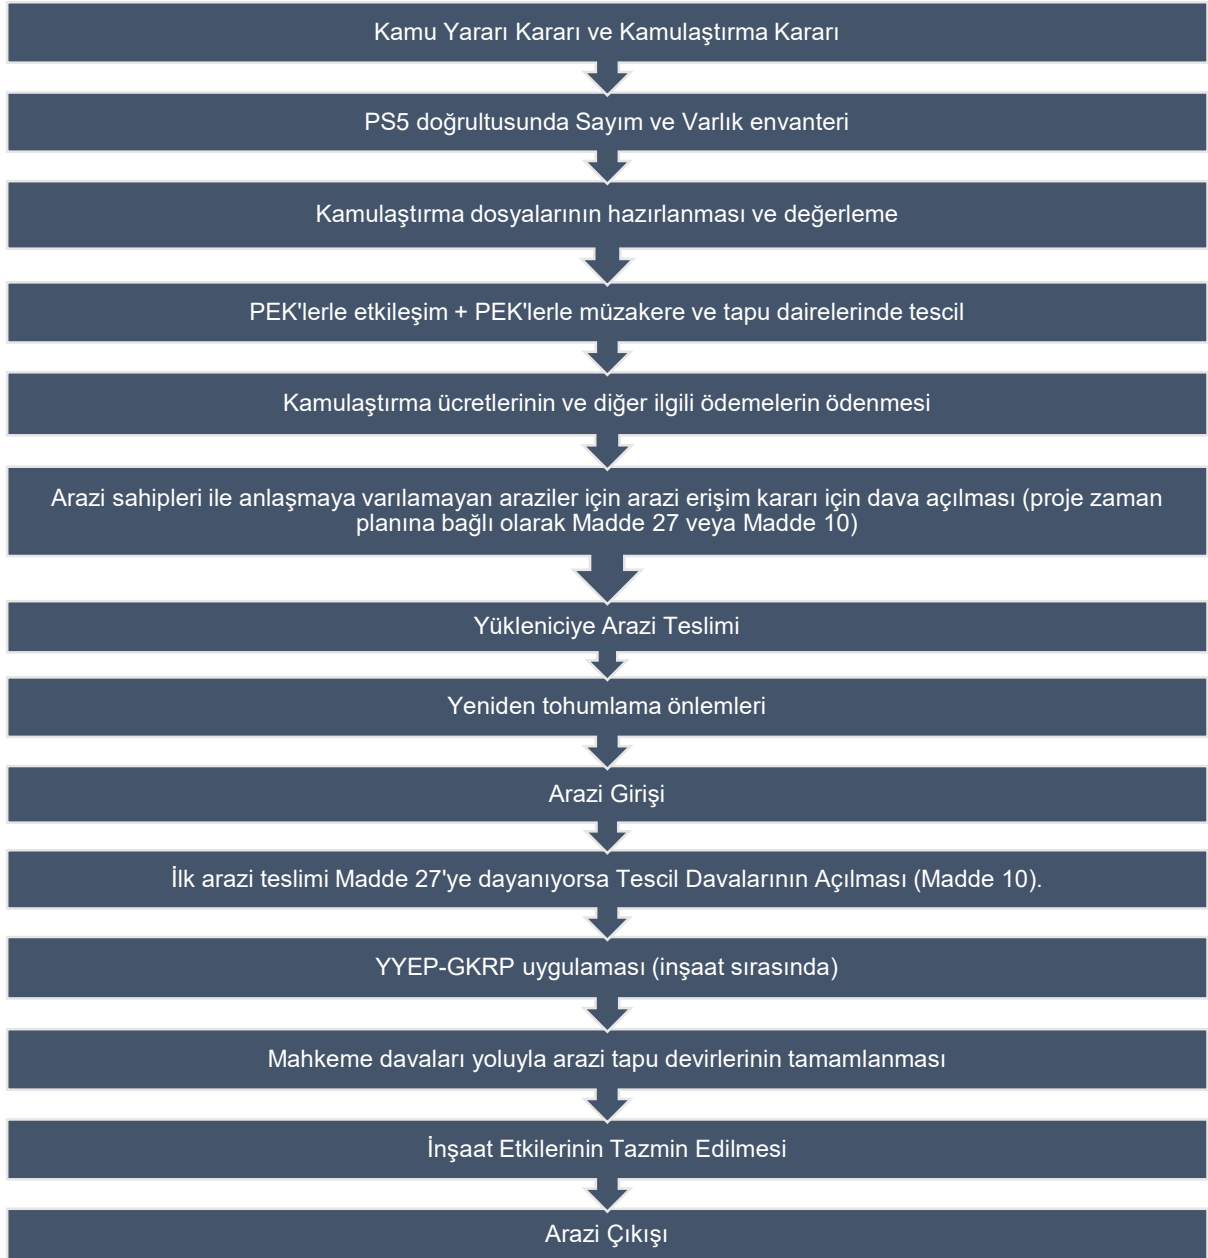 Kamu Yararı Kararı ve Kamulaştırma Kararı
PS5 doğrultusunda Sayım ve Varlık envanteri
Kamulaştırma dosyalarının hazırlanması ve değerleme
PEK'lerle etkileşim + PEK'lerle müzakere ve tapu dairelerinde tescil
Kamulaştırma ücretlerinin ve diğer ilgili ödemelerin ödenmesi
Arazi sahipleri ile anlaşmaya varılamayan araziler için arazi erişim kararı için dava açılması (proje zaman
planına bağlı olarak Madde 27 veya Madde 10)
Yükleniciye Arazi Teslimi
Yeniden tohumlama önlemleri
Arazi Girişi
İlk arazi teslimi Madde 27'ye dayanıyorsa Tescil Davalarının Açılması (Madde 10).
YYEP-GKRP uygulaması (inşaat sırasında)
Mahkeme davaları yoluyla arazi tapu devirlerinin tamamlanması
İnşaat Etkilerinin Tazmin Edilmesi
Arazi Çıkışı